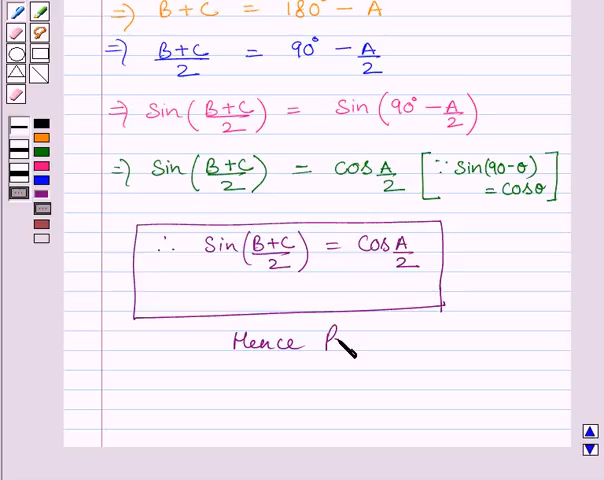 ⇒ B + C = 180° - A
⇒ B+C/2 = 90° - A/2
⇒ Sin(B+C/2) = Sin(90° - A/2)
⇒ Sin(B+C/2) = Cos A/2 [∵ Sin(90-θ) = Cosθ]
∴ Sin(B+C/2) = Cos A/2
Hence P